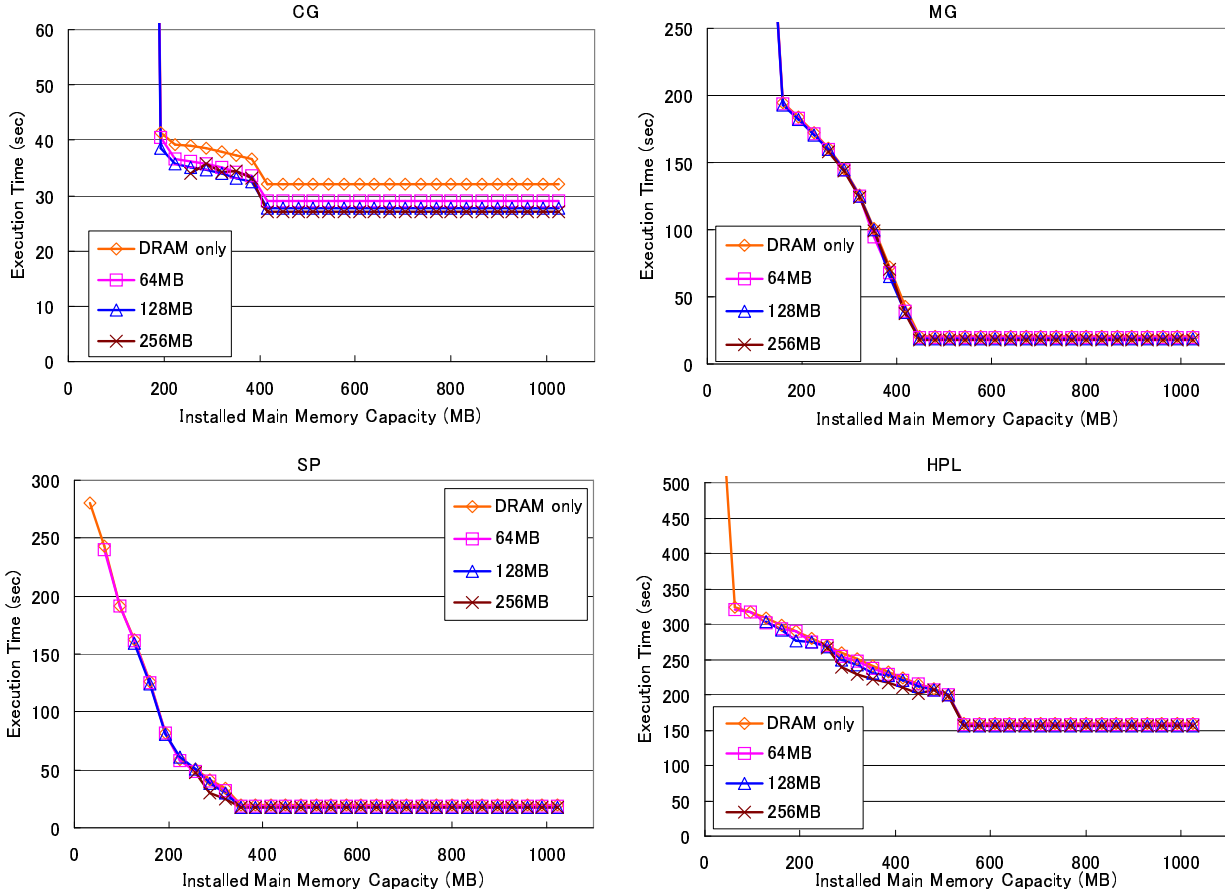 CG
Execution Time (sec)
60
50
40
30
20
10
0
DRAM only
64MB
128MB
256MB
0 200 400 600 800 1000
Installed Main Memory Capacity (MB)
MG
Execution Time (sec)
250
200
150
100
50
0
DRAM only
64MB
128MB
256MB
0 200 400 600 800 1000
Installed Main Memory Capacity (MB)
SP
Execution Time (sec)
300
250
200
150
100
50
0
DRAM only
64MB
128MB
256MB
0 200 400 600 800 1000
Installed Main Memory Capacity (MB)
HPL
Execution Time (sec)
500
450
400
350
300
250
200
150
100
50
0
DRAM only
64MB
128MB
256MB
0 200 400 600 800 1000
Installed Main Memory Capacity (MB)